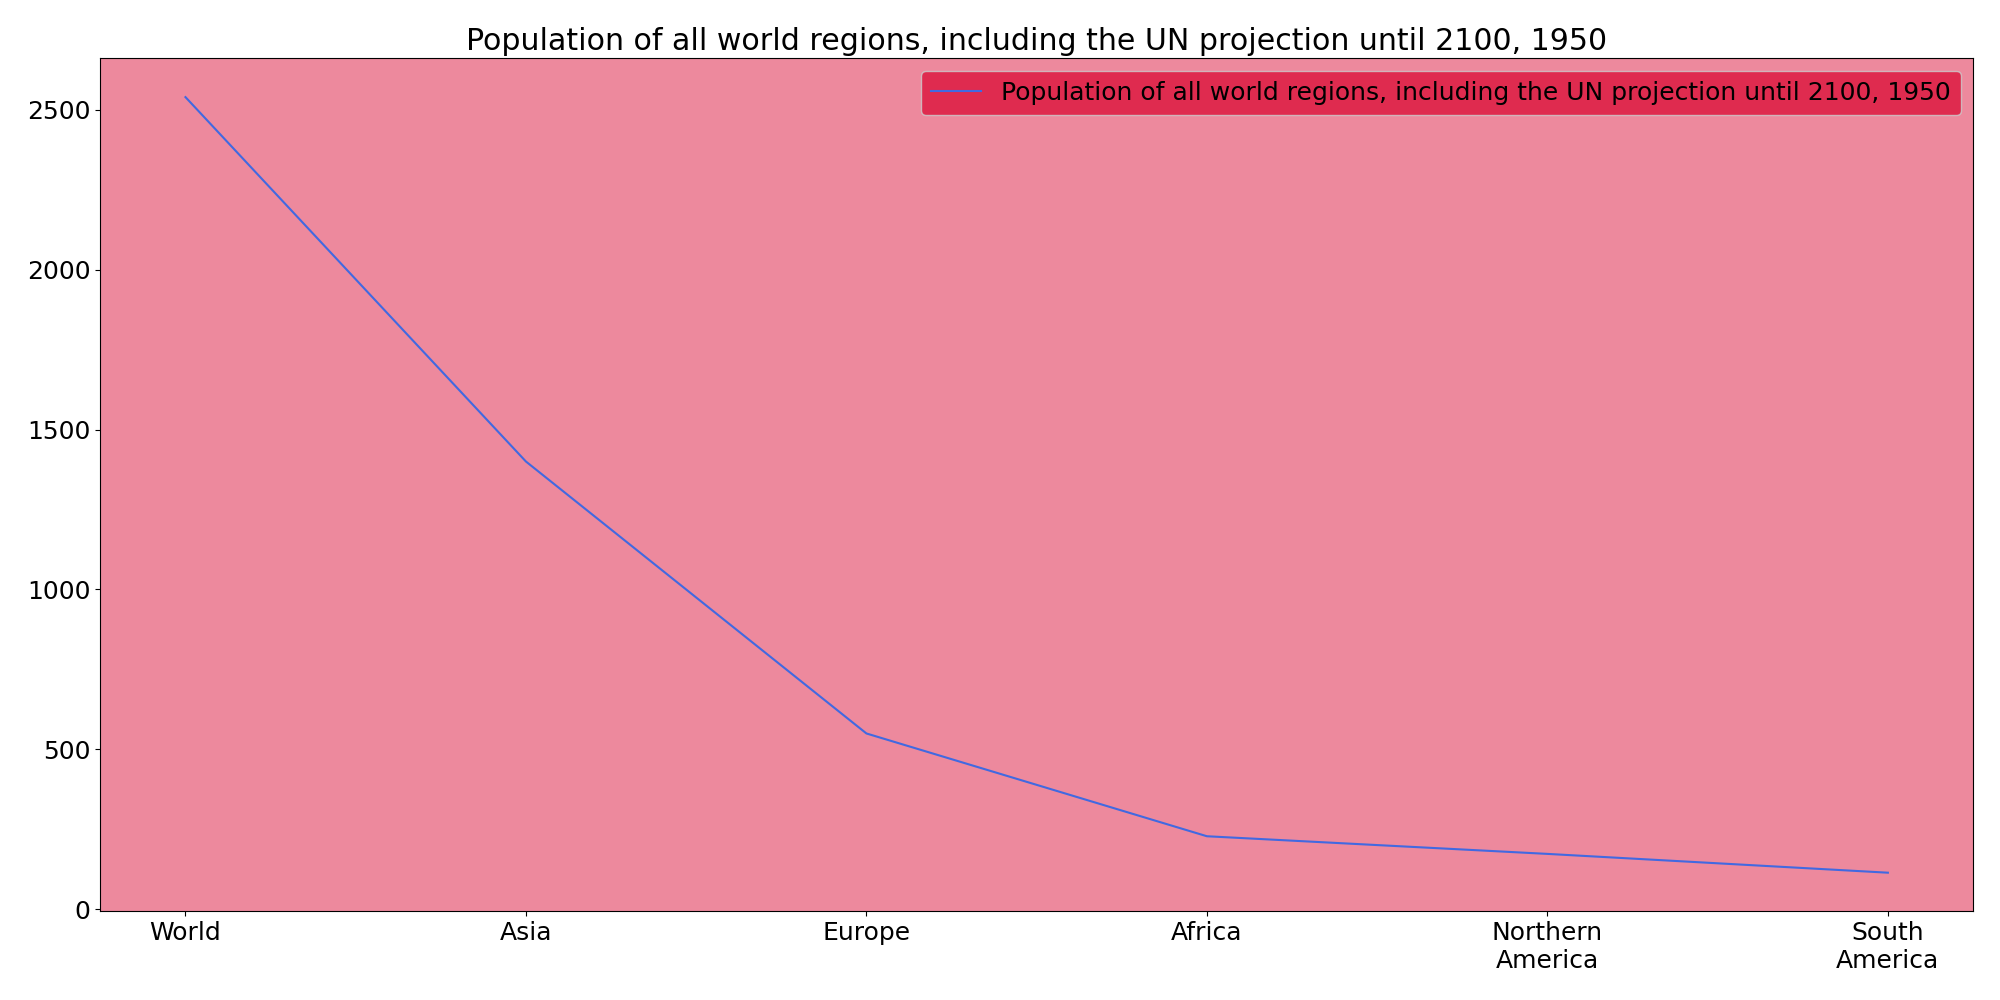 Population of all world regions, including the UN projection until 2100, 1950
Population of all world regions, including the UN projection until 2100, 1950
2500
2000
1500
1000
500
0
World
Asia
Europe
Africa
Northern
America
South
America